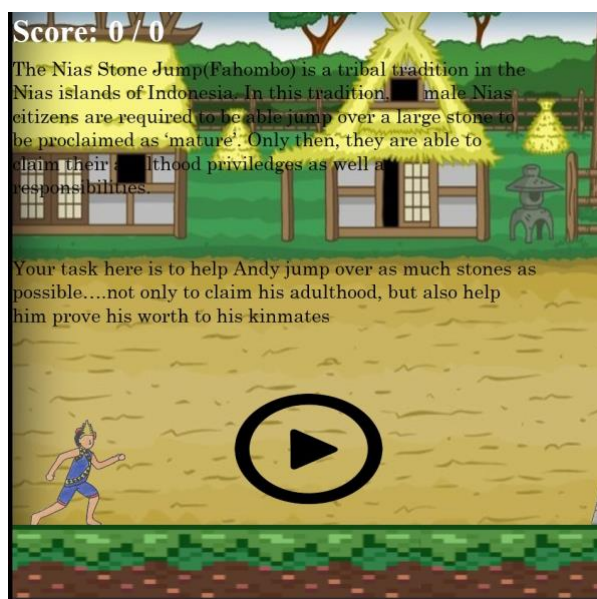 Score: 0 / 0
The Nias Stone Jump(Fahombo) is a tribal tradition in the
Nias islands of Indonesia. In this tradition, male Nias
citizens are required to be able jump over a large stone to
be proclaimed as ‘mature’. Only then, they are able to
claim their adulthood priviledges as well as
responsibilities.
Your task here is to help Andy jump over as much stones as
possible....not only to claim his adulthood, but also help
him prove his worth to his kinmates